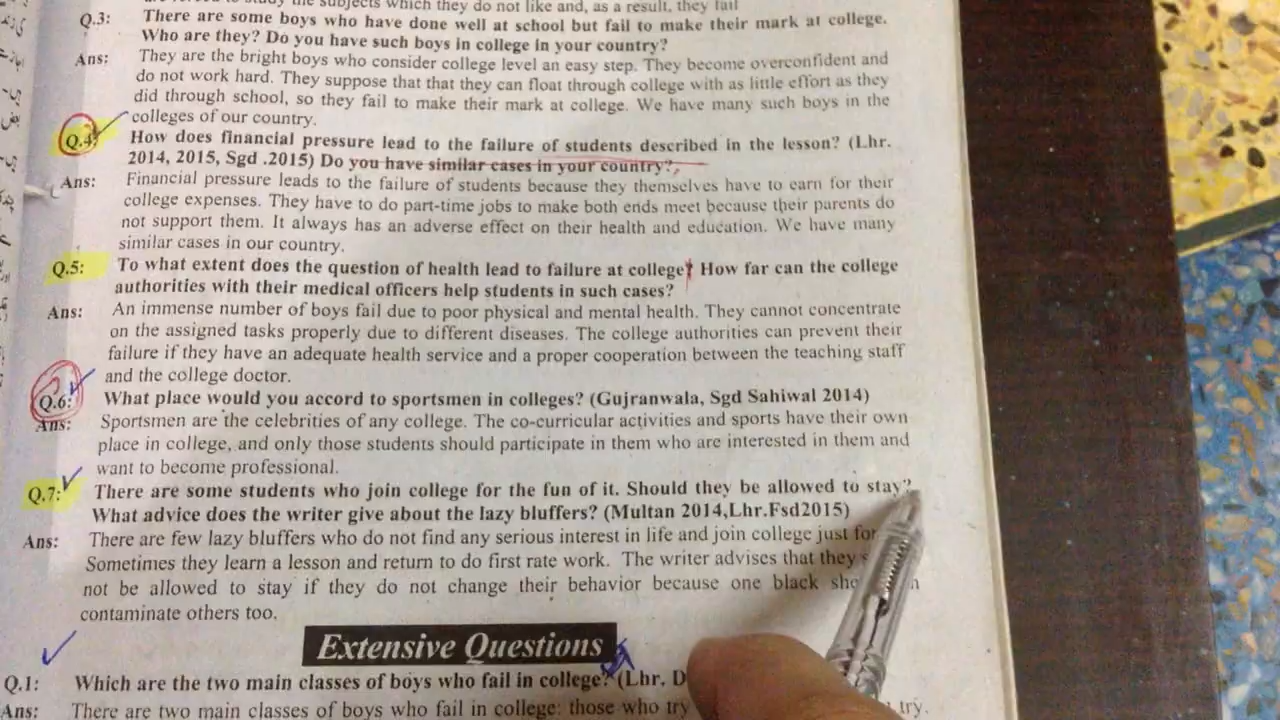 the subjects which they do not like and, as a result, they fail
Q.3: There are some boys who have done well at school but fail to make their mark at college.
Who are they? Do you have such boys in college in your country?
Ans: They are the bright boys who consider college level an easy step. They become overconfident and
do not work hard. They suppose that that they can float through college with as little effort as they
did through school, so they fail to make their mark at college. We have many such boys in the
colleges of our country.
Q.4: How does financial pressure lead to the failure of students described in the lesson? (Lhr.
2014, 2015, Sgd .2015) Do you have similar cases in your country?
Ans: Financial pressure leads to the failure of students because they themselves have to earn for their
college expenses. They have to do part-time jobs to make both ends meet because their parents do
not support them. It always has an adverse effect on their health and education. We have many
similar cases in our country.
Q.5: To what extent does the question of health lead to failure at college? How far can the college
authorities with their medical officers help students in such cases?
Ans: An immense number of boys fail due to poor physical and mental health. They cannot concentrate
on the assigned tasks properly due to different diseases. The college authorities can prevent their
failure if they have an adequate health service and a proper cooperation between the teaching staff
and the college doctor.
Q.6: What place would you accord to sportsmen in colleges? (Gujranwala, Sgd Sahiwal 2014)
Ans: Sportsmen are the celebrities of any college. The co-curricular activities and sports have their own
place in college, and only those students should participate in them who are interested in them and
want to become professional.
Q.7: There are some students who join college for the fun of it. Should they be allowed to stay?
What advice does the writer give about the lazy bluffers? (Multan 2014,Lhr.Fsd2015)
Ans: There are few lazy bluffers who do not find any serious interest in life and join college just for
Sometimes they learn a lesson and return to do first rate work. The writer advises that they
not be allowed to stay if they do not change their behavior because one black
contaminate others too.
Extensive Questions
Q.1: Which are the two main classes of boys who fail in college? (Lhr.
Ans: There are two main classes of boys who fail in college: those who try try.